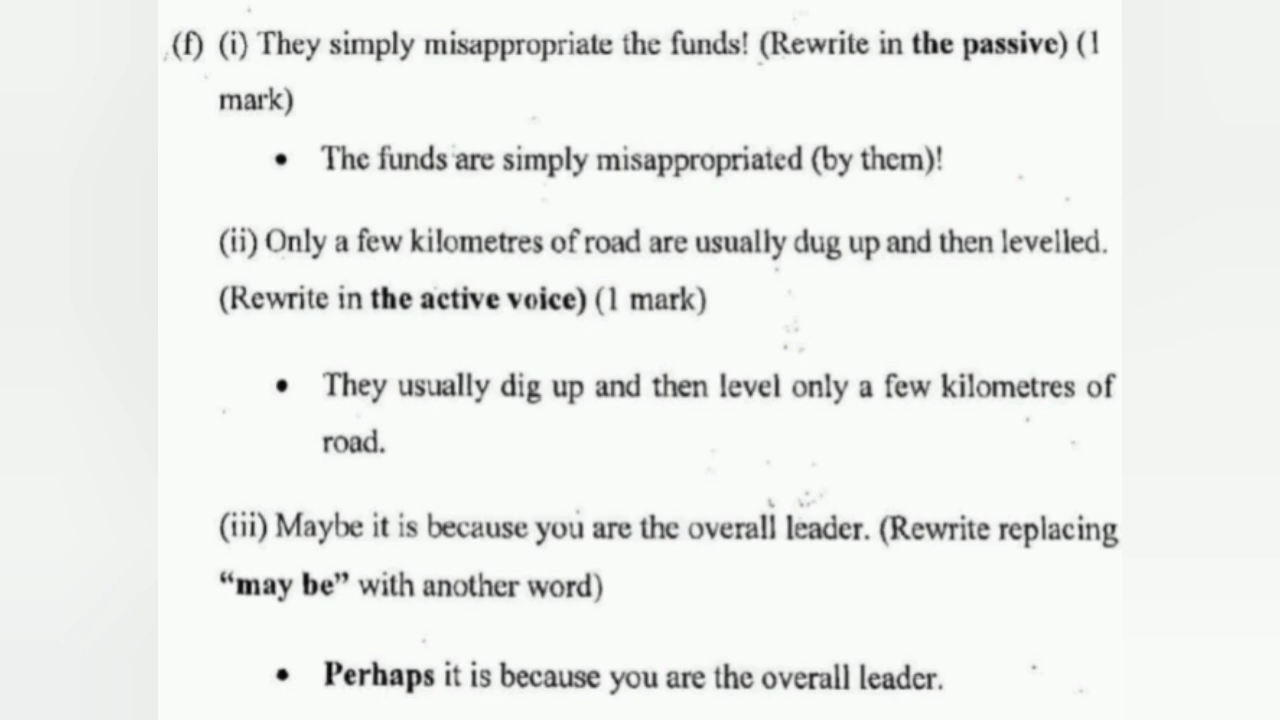 (f) (i) They simply misappropriate the funds! (Rewrite in the passive) (1
mark)
• The funds are simply misappropriated (by them)!
(ii) Only a few kilometres of road are usually dug up and then levelled.
(Rewrite in the active voice) (1 mark)
• They usually dig up and then level only a few kilometres of
road.
(iii) Maybe it is because you are the overall leader. (Rewrite replacing
“may be” with another word)
• Perhaps it is because you are the overall leader.